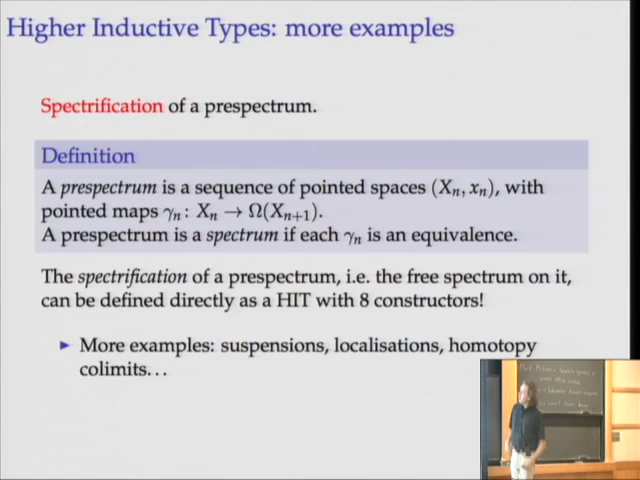 Higher Inductive Types: more examples
Spectrification of a prespectrum.
Definition
A prespectrum is a sequence of pointed spaces (Xₙ, xₙ), with
pointed maps γₙ: Xₙ → Ω(Xₙ₊₁).
A prespectrum is a spectrum if each γₙ is an equivalence.
The spectrification of a prespectrum, i.e. the free spectrum on it,
can be defined directly as a HIT with 8 constructors!
▶ More examples: suspensions, localisations, homotopy
colimits…